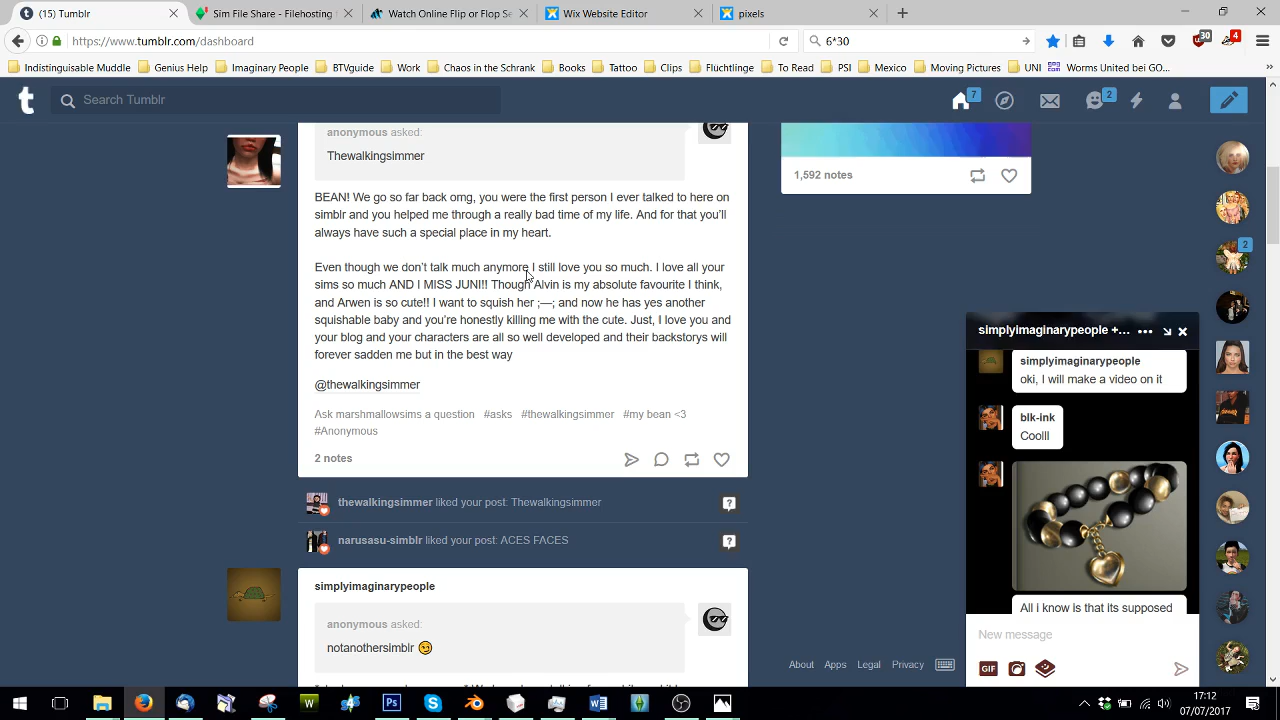 Tumblr (1)
Sim File Share - Filehosting
Watch Online Flip or Flop Se
Wix Website Editor
pixels
https://www.tumblr.com/dashboard
6*30
30
4
Indistinguisable Muddle
Genius Help
Imaginary People
BTVguide
Work
Chaos in the Schrank
Books
Tattoo
Clips
Flüchtlinge
To Read
PSI
Mexico
Moving Pictures
UNI
Worms United bei GO...
t
Search Tumblr
7
2
anonymous asked:
Thewalkingsimmer
BEAN! We go so far back omg, you were the first person I ever talked to here on
simblr and you helped me through a really bad time of my life. And for that you'll
always have such a special place in my heart.
Even though we don't talk much anymore I still love you so much. I love all your
sims so much AND I MISS JUNI!! Though Alvin is my absolute favourite I think,
and Arwen is so cute!! I want to squish her ;—; and now he has yes another
squishable baby and you're honestly killing me with the cute. Just, I love you and
your blog and your characters are all so well developed and their backstorys will
forever sadden me but in the best way
@thewalkingsimmer
Ask marshmallowsims a question #asks #thewalkingsimmer #my bean <3
#Anonymous
2 notes
thewalkingsimmer liked your post: Thewalkingsimmer
narusasu-simblr liked your post: ACES FACES
simplyimaginarypeople
anonymous asked:
notanothersimblr 😉
1,592 notes
2
simplyimaginarypeople +...
simplyimaginarypeople
oki, I will make a video on it
blk-ink
Coolll
All i know is that its supposed
New message
GIF
About
Apps
Legal
Privacy
17:12
07/07/2017